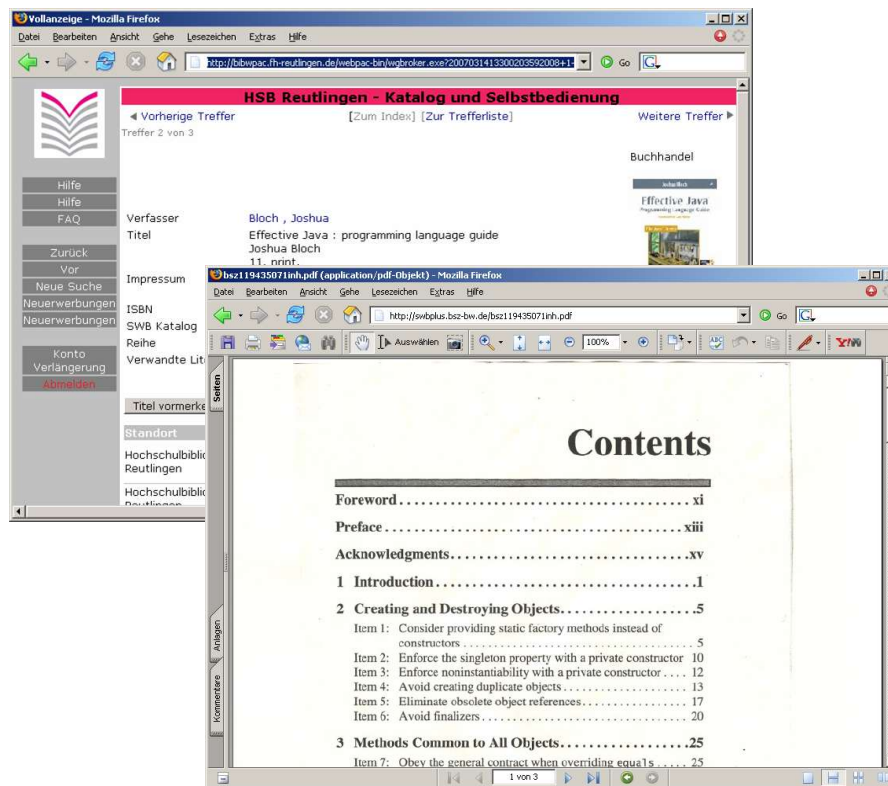 Vollanzeige - Mozilla Firefox
Datei Bearbeiten Ansicht Gehe Lesezeichen Extras Hilfe
http://bibwpac.fh-reutlingen.de/webpac-bin/wgbroker.exe?2007031413300203592008+1- Go
HSB Reutlingen - Katalog und Selbstbedienung
Vorherige Treffer [Zum Index] [Zur Trefferliste] Weitere Treffer
Treffer 2 von 3
Buchhandel
Joshua Bloch
Effective Java
Programming Language Guide
Hilfe
Hilfe
FAQ
Zurück
Vor
Neue Suche
Neuerwerbungen
Neuerwerbungen
Konto
Verlängerung
Abmelden
Verfasser Bloch , Joshua
Titel Effective Java : programming language guide
Joshua Bloch
11. print.
Impressum
ISBN
SWB Katalog
Reihe
Verwandte Lit
Titel vormerke
Standort
Hochschulbiblic
Reutlingen
Hochschulbiblic
Reutlingen
bsz119435071inh.pdf (application/pdf-Objekt) - Mozilla Firefox
Datei Bearbeiten Ansicht Gehe Lesezeichen Extras Hilfe
http://swbplus.bsz-bw.de/bsz119435071inh.pdf Go
Auswählen 100%
Seiten
Anlagen
Kommentare
Contents
Foreword. . . . . . . . . . xi
Preface . . . . . . . . . . xiii
Acknowledgments. . . . . . . . . . xv
1 Introduction . . . . . . . . . . 1
2 Creating and Destroying Objects. . . . . . . . . . 5
Item 1: Consider providing static factory methods instead of
constructors . . . . . . . . . . 5
Item 2: Enforce the singleton property with a private constructor 10
Item 3: Enforce noninstantiability with a private constructor . . . . 12
Item 4: Avoid creating duplicate objects . . . . . . . . . . 13
Item 5: Eliminate obsolete object references. . . . . . . . . . 17
Item 6: Avoid finalizers . . . . . . . . . . 20
3 Methods Common to All Objects. . . . . . . . . . 25
Item 7: Obey the general contract when overriding equals . . . . . 25
1 von 3